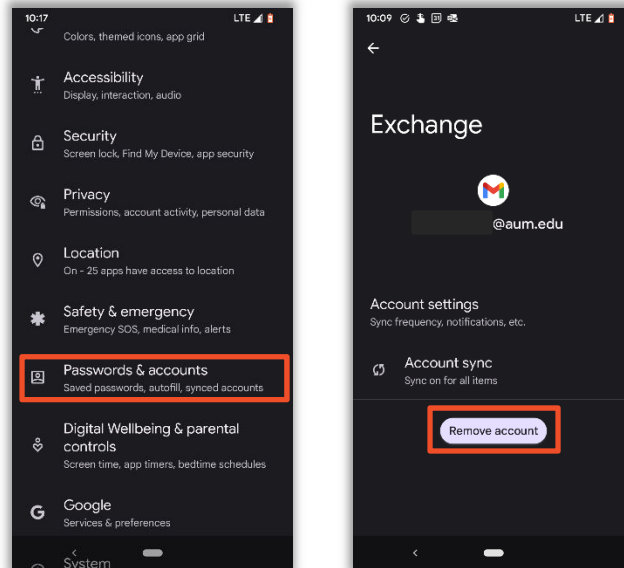 10:17
LTE
Colors, themed icons, app grid
Accessibility
Display, interaction, audio
Security
Screen lock, Find My Device, app security
Privacy
Permissions, account activity, personal data
Location
On - 25 apps have access to location
Safety & emergency
Emergency SOS, medical info, alerts
Passwords & accounts
Saved passwords, autofill, synced accounts
Digital Wellbeing & parental
controls
Screen time, app timers, bedtime schedules
Google
Services & preferences
System
10:09
31
LTE
Exchange
@aum.edu
Account settings
Sync frequency, notifications, etc.
Account sync
Sync on for all items
Remove account